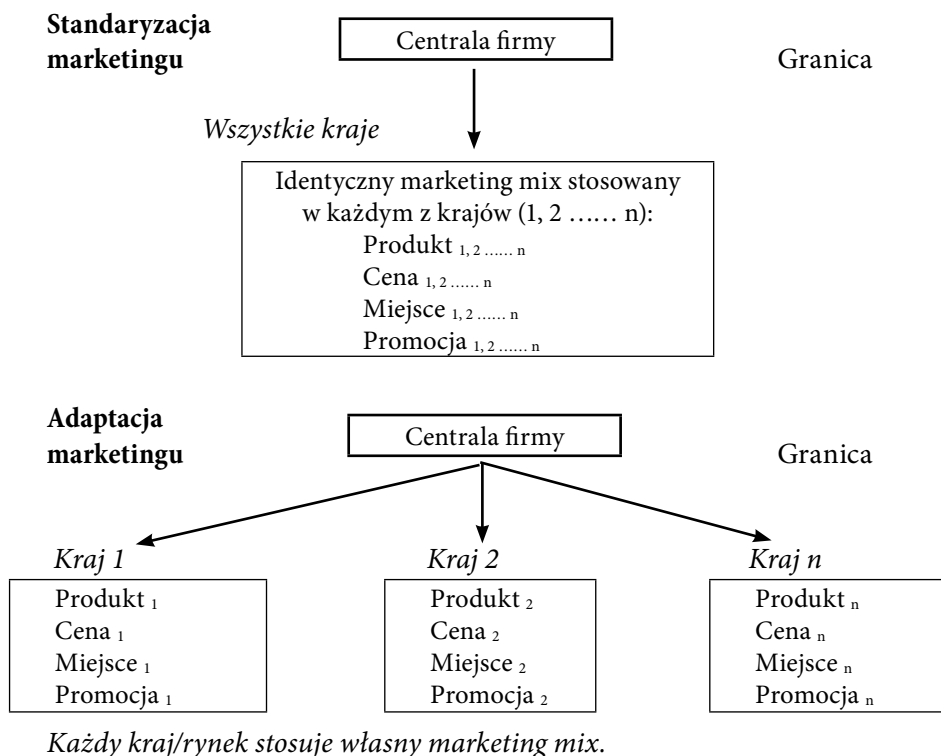 Standaryzacja
marketingu
Centrala firmy
Granica
Wszystkie kraje
Identyczny marketing mix stosowany
w każdym z krajów (1, 2 …… n):
Produkt 1, 2 …… n
Cena 1, 2 …… n
Miejsce 1, 2 …… n
Promocja 1, 2 …… n
Adaptacja
marketingu
Centrala firmy
Granica
Kraj 1
Produkt 1
Cena 1
Miejsce 1
Promocja 1
Kraj 2
Produkt 2
Cena 2
Miejsce 2
Promocja 2
Kraj n
Produkt n
Cena n
Miejsce n
Promocja n
Każdy kraj/rynek stosuje własny marketing mix.